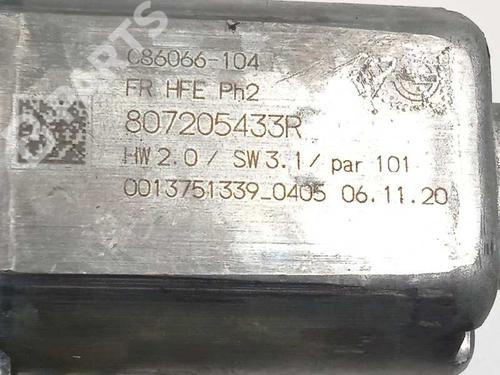 C86066-104
FR HFE Ph2
807205433R
HW 2.0 / SW 3.1 / par 101
0013751339_0405 06.11.20